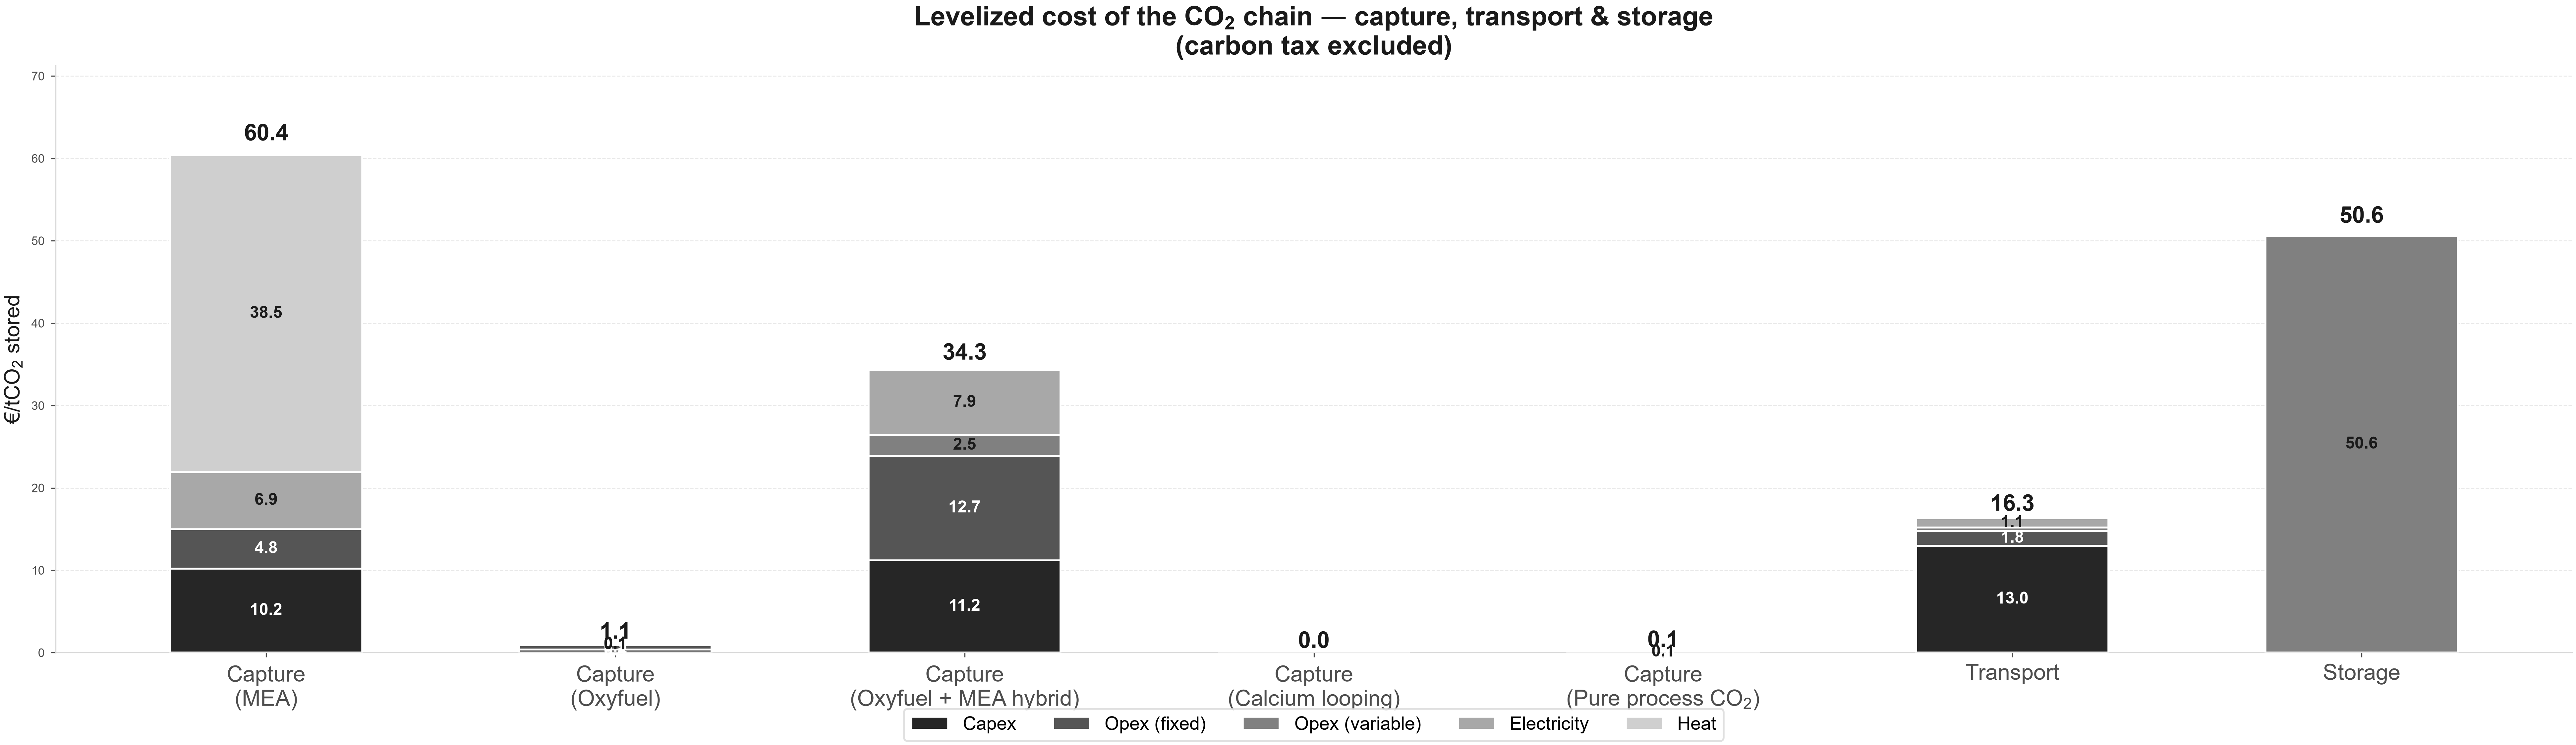 Levelized cost of the CO₂ chain — capture, transport & storage
(carbon tax excluded)
€/tCO₂ stored
70
60
50
40
30
20
10
0
60.4
38.5
6.9
4.8
10.2
1.1
0.1
34.3
7.9
2.5
12.7
11.2
0.0
0.1
0.1
16.3
1.1
1.8
13.0
50.6
50.6
Capture
(MEA)
Capture
(Oxyfuel)
Capture
(Oxyfuel + MEA hybrid)
Capture
(Calcium looping)
Capture
(Pure process CO₂)
Transport
Storage
Capex
Opex (fixed)
Opex (variable)
Electricity
Heat